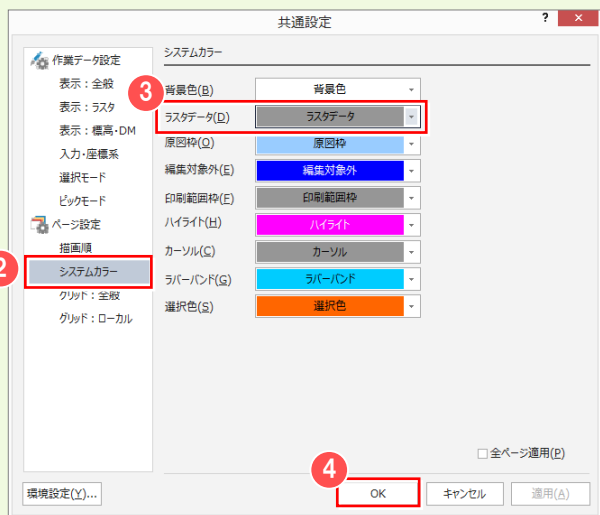 共通設定
?
×
作業データ設定
表示：全般
表示：ラスタ
表示：標高・DM
入力・座標系
選択モード
ピックモード
ページ設定
描画順
2
システムカラー
グリッド：全般
グリッド：ローカル
システムカラー
背景色(B)
背景色
3
ラスタデータ(D)
ラスタデータ
原図枠(O)
原図枠
編集対象外(E)
編集対象外
印刷範囲枠(F)
印刷範囲枠
ハイライト(H)
ハイライト
カーソル(C)
カーソル
ラバーバンド(G)
ラバーバンド
選択色(S)
選択色
全ページ適用(P)
環境設定(Y)...
4
OK
キャンセル
適用(A)